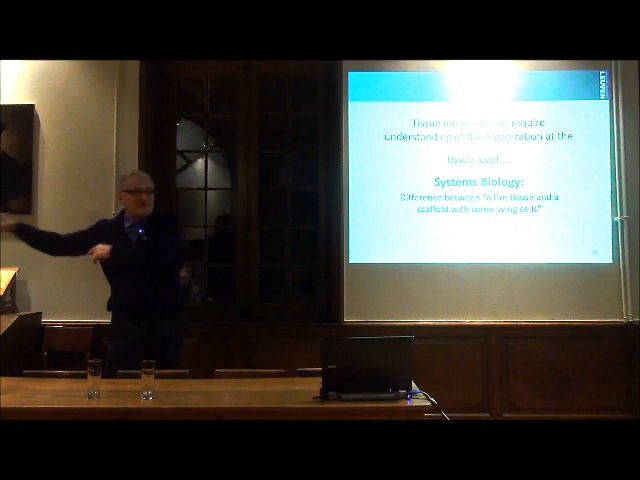 LEUVEN
Tissue require
understanding of the organization at the
tissue level...
Systems Biology:
Difference between "a live tissue and a
scaffold with some living cells"